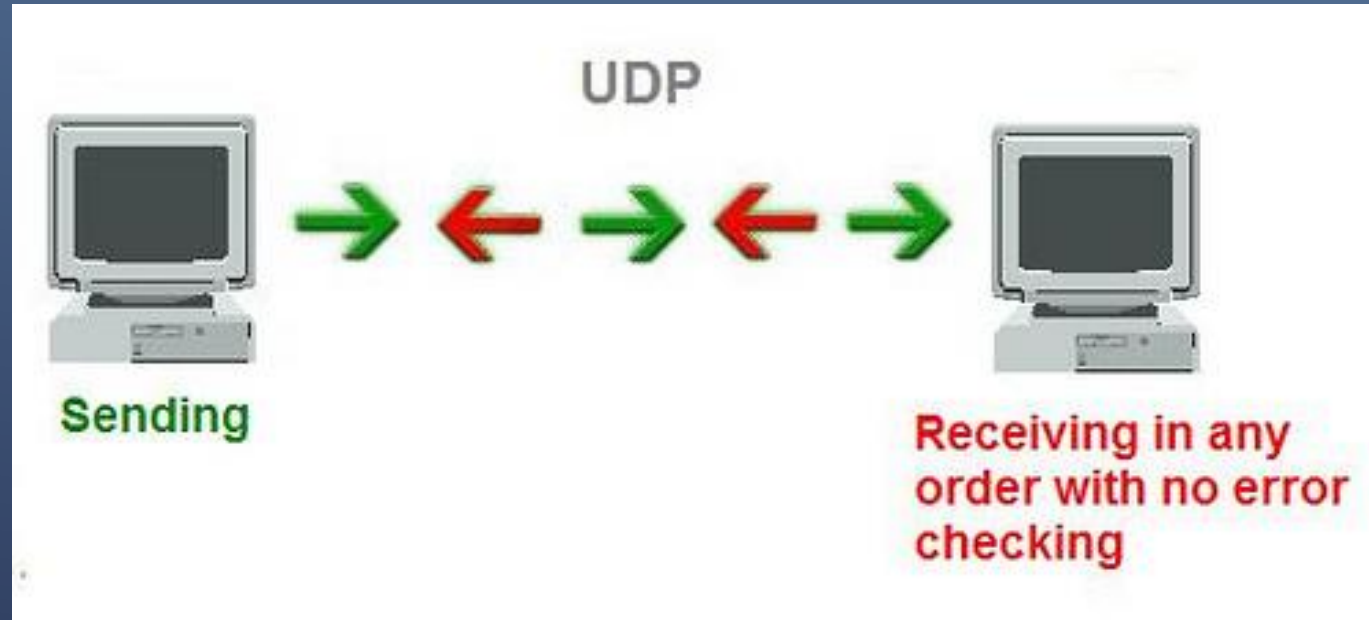 UDP
Sending
Receiving in any
order with no error
checking